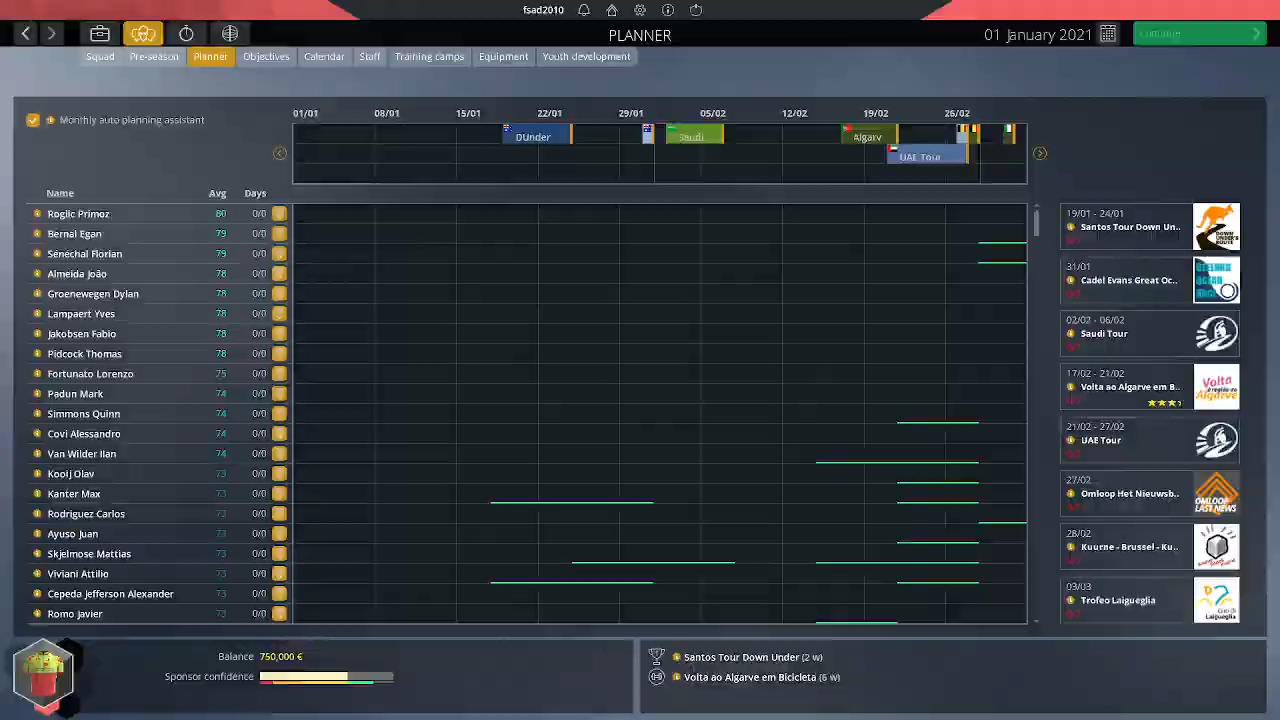 fsad2010
PLANNER
01 January 2021
Continue
Squad
Pre-season
Planner
Objectives
Calendar
Staff
Training camps
Equipment
Youth development
Monthly auto planning assistant
01/01 08/01 15/01 22/01 29/01 05/02 12/02 19/02 26/02
DUnder
Saudi
Algarv
UAE Tour
Name Avg Days
Roglic Primoz 80 0/0
Bernal Egan 79 0/0
Sénéchal Florian 79 0/0
Almeida João 78 0/0
Groenewegen Dylan 78 0/0
Lampaert Yves 78 0/0
Jakobsen Fabio 78 0/0
Pidcock Thomas 78 0/0
Fortunato Lorenzo 75 0/0
Padun Mark 74 0/0
Simmons Quinn 74 0/0
Covi Alessandro 74 0/0
Van Wilder Ilan 74 0/0
Kooij Olav 73 0/0
Kanter Max 73 0/0
Rodriguez Carlos 73 0/0
Ayuso Juan 73 0/0
Skjelmose Mattias 73 0/0
Viviani Attilio 73 0/0
Cepeda Jefferson Alexander 73 0/0
Romo Javier 73 0/0
19/01 - 24/01
Santos Tour Down Un..
DOWN UNDER'S ROUTE
31/01
Cadel Evans Great Oc..
02/02 - 06/02
Saudi Tour
17/02 - 21/02
Volta ao Algarve em B..
Volta Algarve
21/02 - 27/02
UAE Tour
27/02
Omloop Het Nieuwsb..
OMLOOP LAST NEWS
28/02
Kuurne - Brussel - Ku..
03/03
Trofeo Laigueglia
Laigueglia
Balance 750,000 €
Sponsor confidence
Santos Tour Down Under (2 w)
Volta ao Algarve em Bicicleta (6 w)